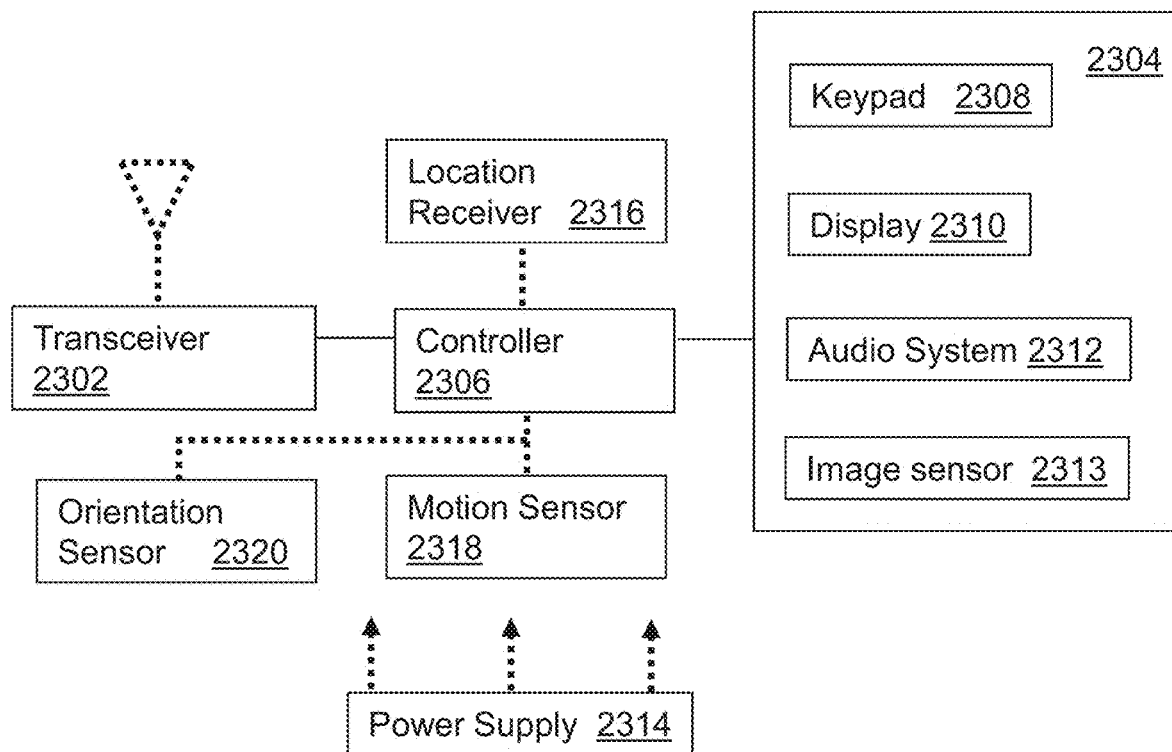 2304
Keypad 2308
Location
Receiver 2316
Display 2310
Transceiver
2302
Controller
2306
Audio System 2312
Image sensor 2313
Orientation
Sensor 2320
Motion Sensor
2318
Power Supply 2314